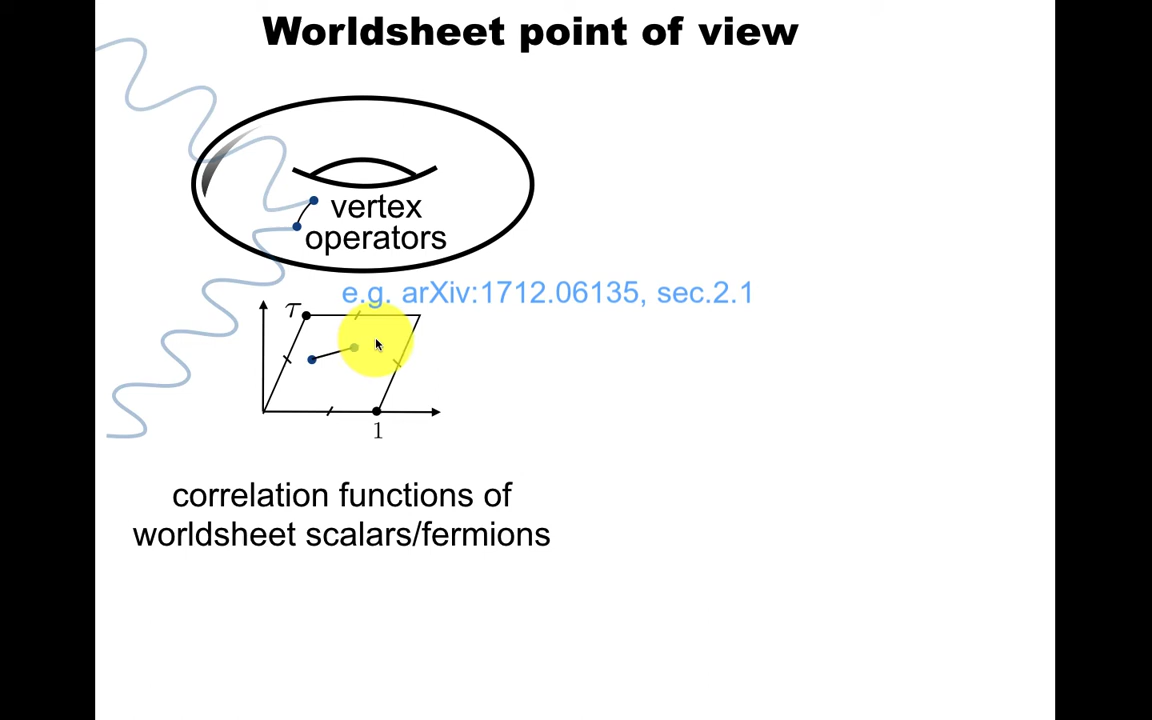 Worldsheet point of view
vertex
operators
e.g. arXiv:1712.06135, sec.2.1
τ
1
correlation functions of
worldsheet scalars/fermions